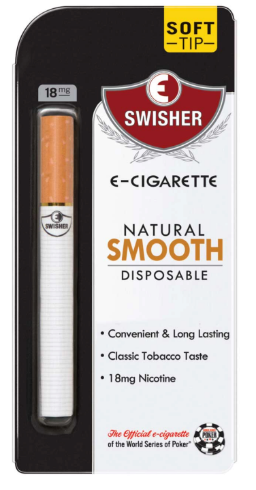 SOFT
–TIP–
18mg
E
SWISHER
E-CIGARETTE
E
SWISHER
NATURAL
SMOOTH
DISPOSABLE
• Convenient & Long Lasting
• Classic Tobacco Taste
• 18mg Nicotine
The Official e-cigarette
of the World Series of Poker®
POKER